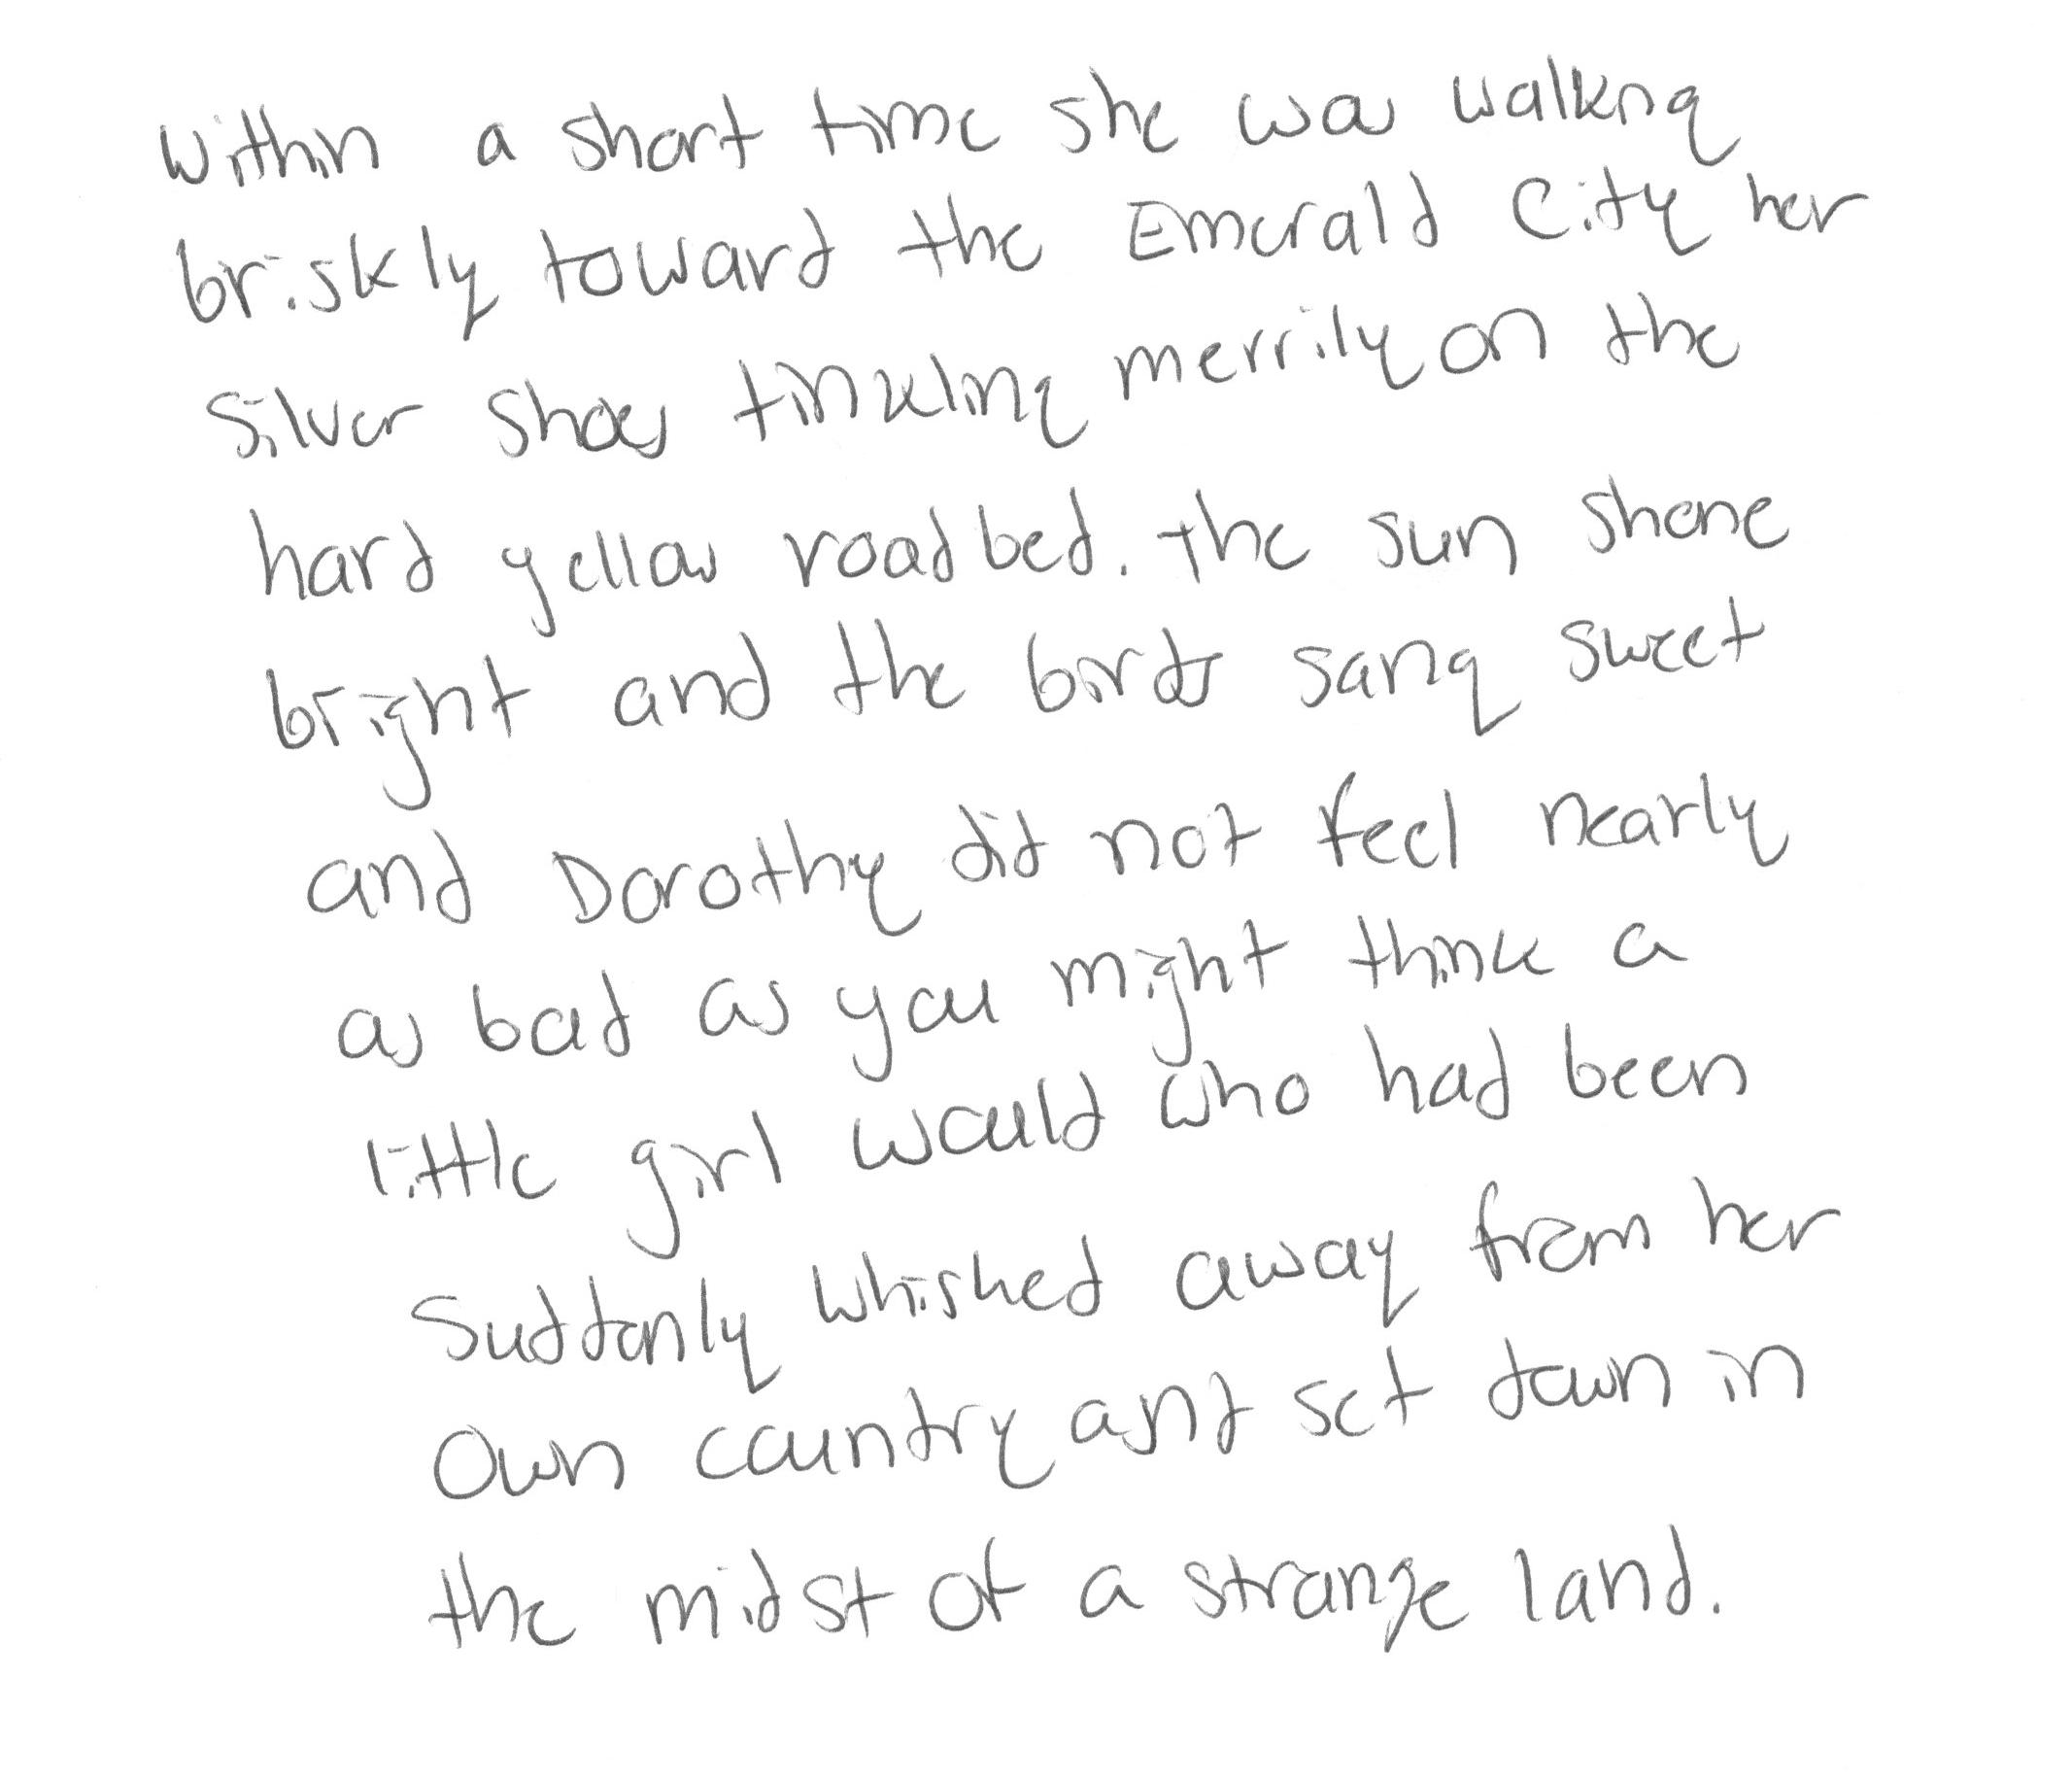 Within a short time she was walking
briskly toward the Emerald City her
Silver shoes tinkling merrily on the
hard yellow roadbed. the sun shone
bright and the birds sang sweet
and Dorothy did not feel nearly
as bad as you might think a
little girl would who had been
suddenly whished away from her
own country and set down in
the midst of a strange land.